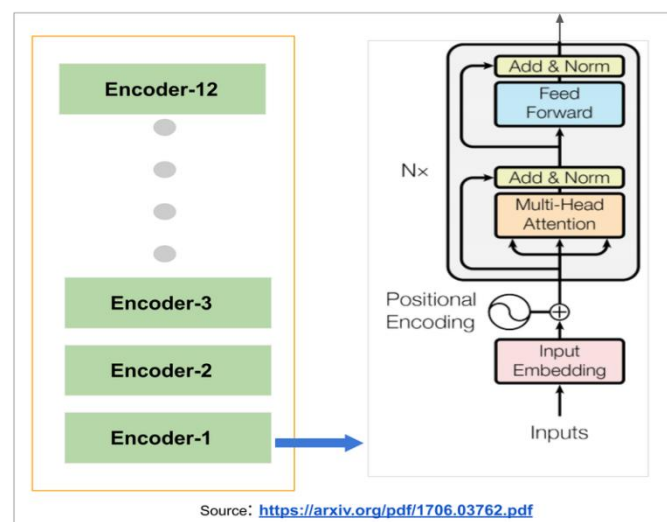 Encoder-12
Encoder-3
Encoder-2
Encoder-1
Add & Norm
Feed
Forward
Nx
Add & Norm
Multi-Head
Attention
Positional
Encoding
Input
Embedding
Inputs
Source: https://arxiv.org/pdf/1706.03762.pdf